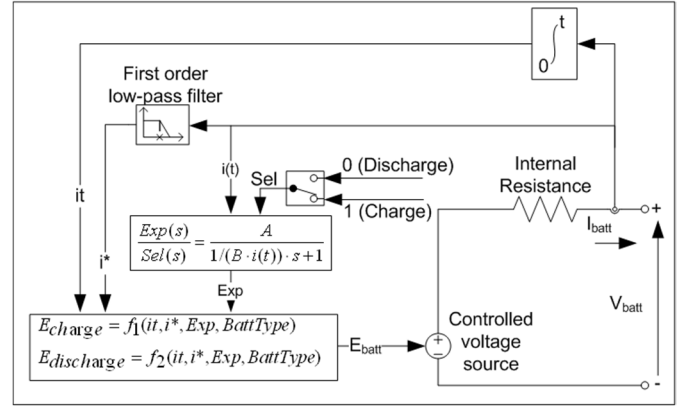 t
∫
0
First order
low-pass filter
i(t)
Sel
0 (Discharge)
1 (Charge)
Internal
Resistance
it
i*
Exp(s)/Sel(s) = A/(1/(B·i(t))·s+1)
+
I_batt
Exp
V_batt
E_charge = f_1(it,i*,Exp,BattType)
E_discharge = f_2(it,i*,Exp,BattType)
E_batt
+
-
Controlled
voltage
source
-